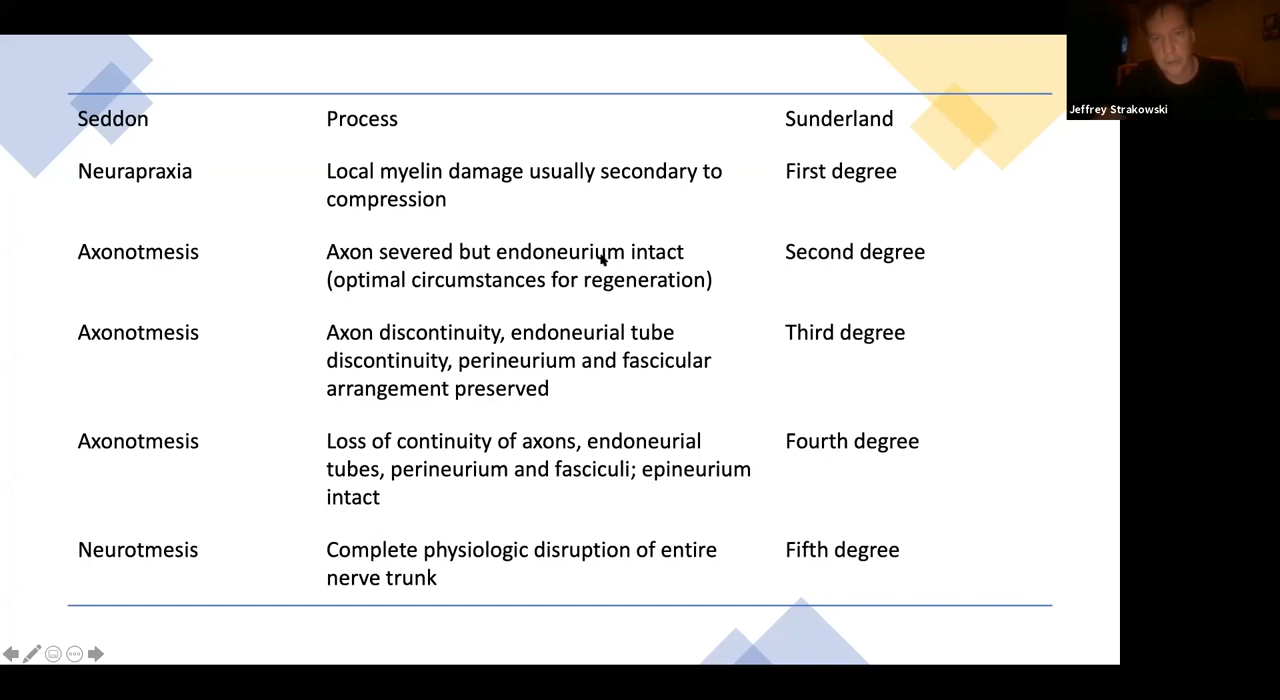 Jeffrey Strakowski
Seddon Process Sunderland
Neurapraxia Local myelin damage usually secondary to First degree
compression
Axonotmesis Axon severed but endoneurium intact Second degree
(optimal circumstances for regeneration)
Axonotmesis Axon discontinuity, endoneurial tube Third degree
discontinuity, perineurium and fascicular
arrangement preserved
Axonotmesis Loss of continuity of axons, endoneurial Fourth degree
tubes, perineurium and fasciculi; epineurium
intact
Neurotmesis Complete physiologic disruption of entire Fifth degree
nerve trunk